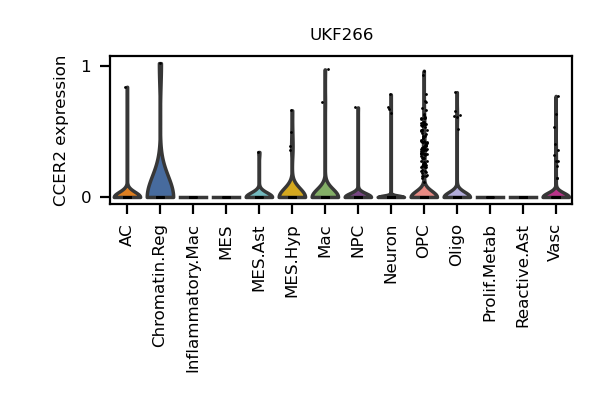 UKF266
CCER2 expression
1
0
AC
Chromatin.Reg
Inflammatory.Mac
MES
MES.Ast
MES.Hyp
Mac
NPC
Neuron
OPC
Oligo
Prolif.Metab
Reactive.Ast
Vasc